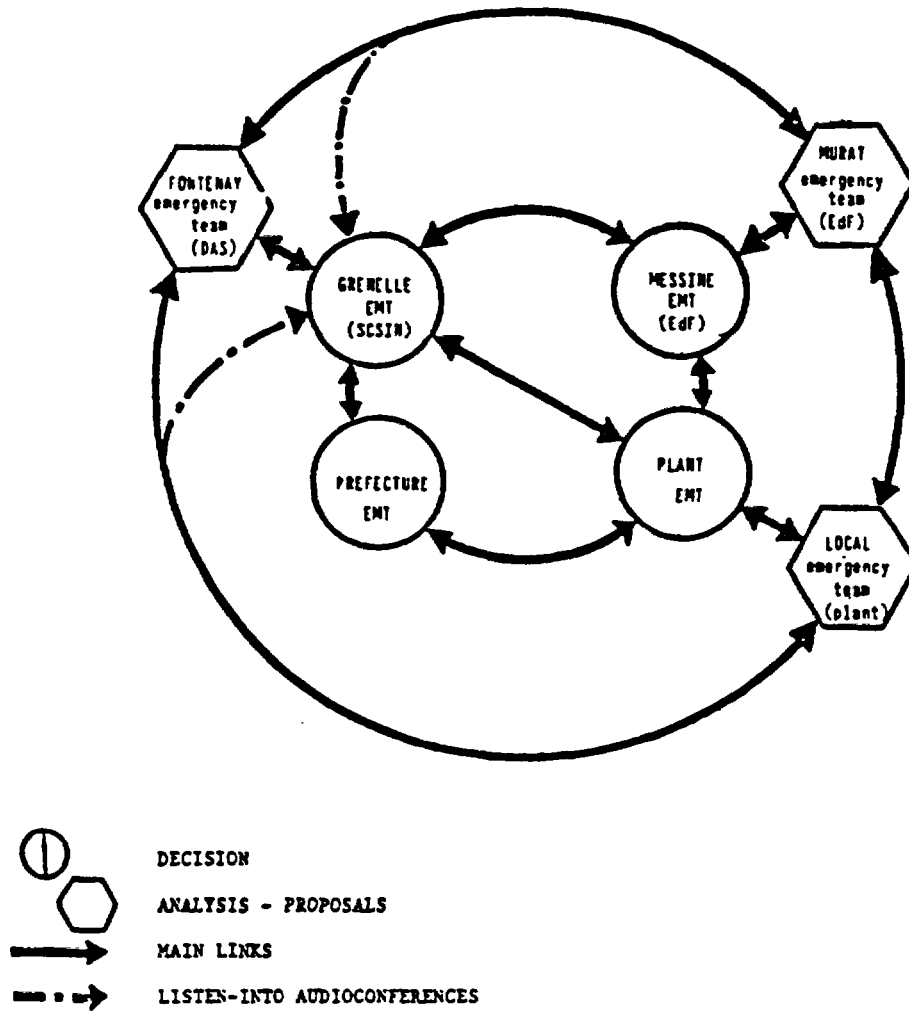 FONTENAY
emergency
team
(DAS)
MURAT
emergency
team
(EdF)
GRENELLE
EMT
(SCSIN)
MESSINE
EMT
(EdF)
PREFECTURE
EMT
PLANT
EMT
LOCAL
emergency
team
(plant)
DECISION
ANALYSIS - PROPOSALS
MAIN LINKS
LISTEN-INTO AUDIOCONFERENCES